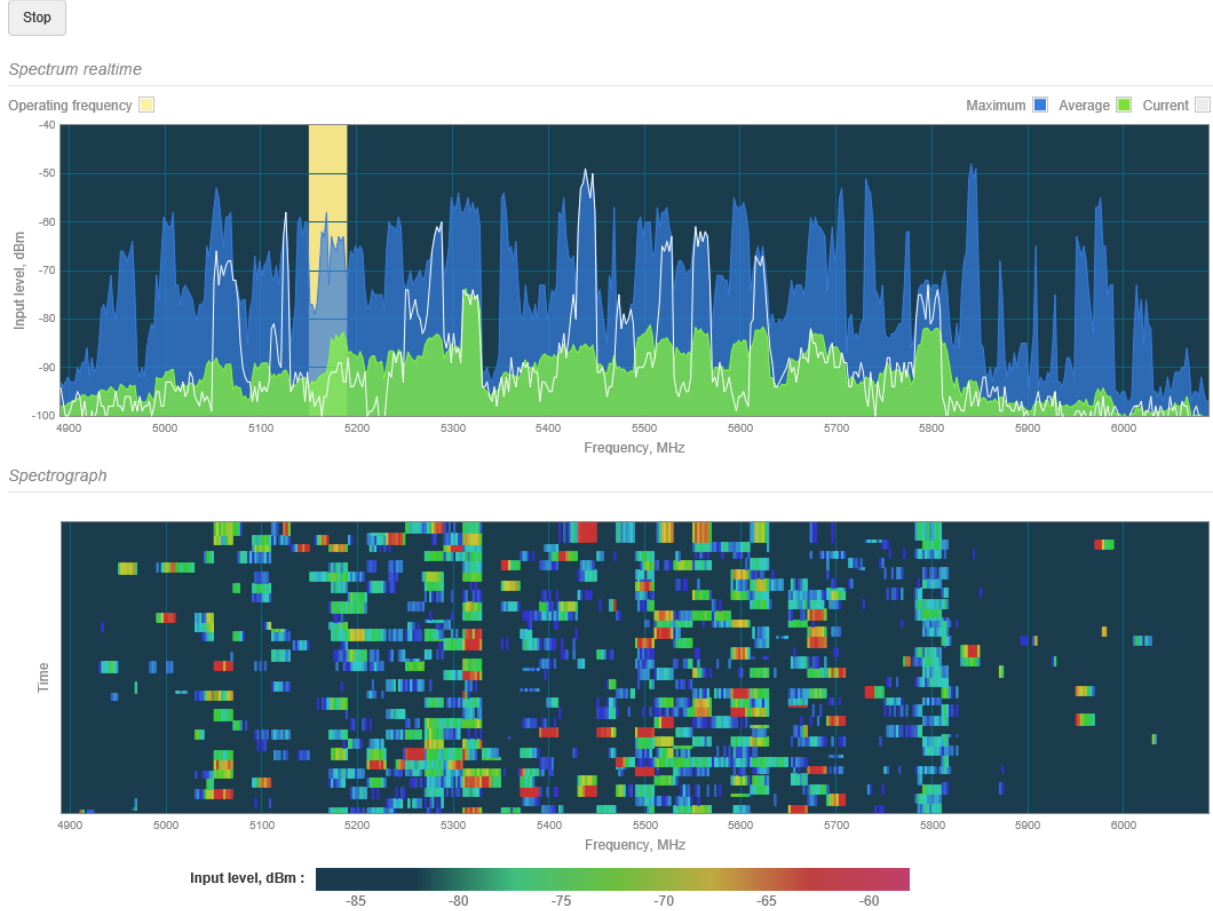 Stop
Spectrum realtime
Operating frequency Maximum Average Current
-40
-50
-60
-70
-80
-90
-100
Input level, dBm
4900 5000 5100 5200 5300 5400 5500 5600 5700 5800 5900 6000
Frequency, MHz
Spectrograph
Time
4900 5000 5100 5200 5300 5400 5500 5600 5700 5800 5900 6000
Frequency, MHz
Input level, dBm :
-85 -80 -75 -70 -65 -60